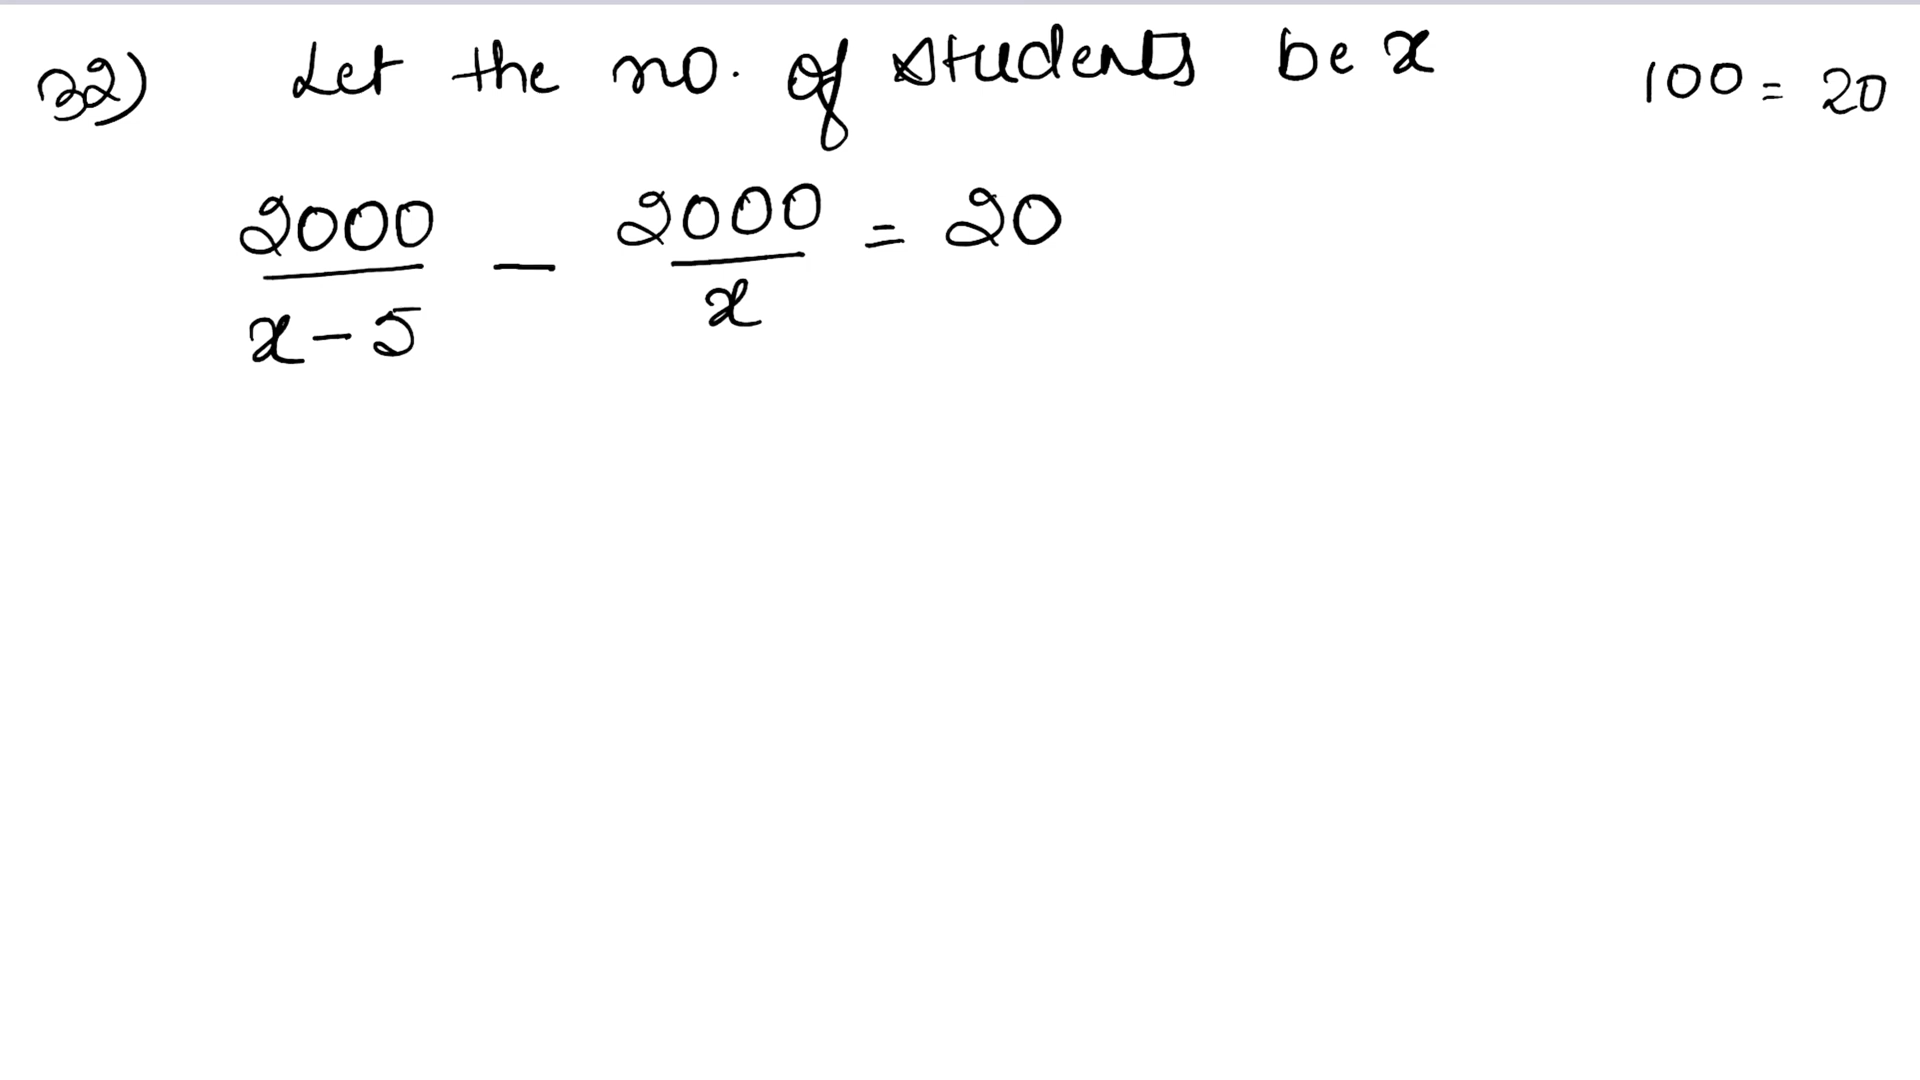 32) Let the no. of students be x 100 = 20
2000 / x - 5 - 2000 / x = 20